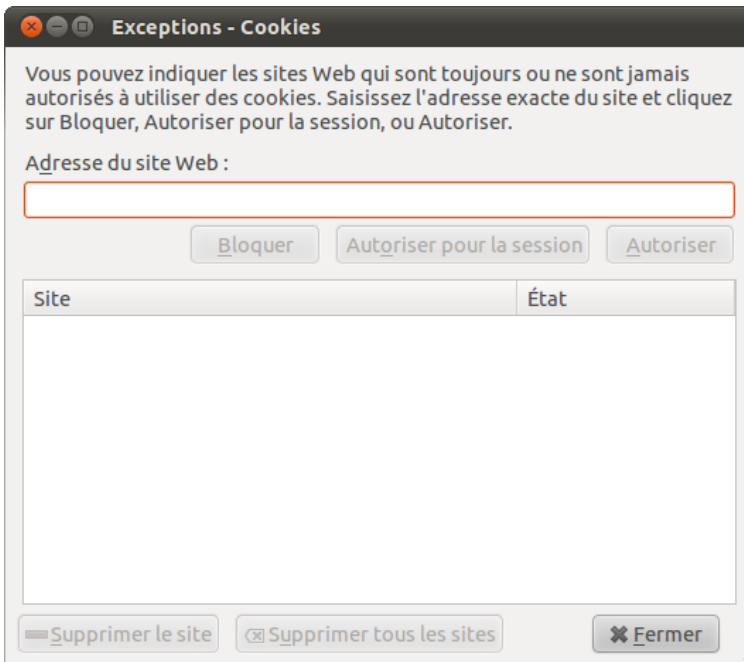 Exceptions - Cookies
Vous pouvez indiquer les sites Web qui sont toujours ou ne sont jamais
autorisés à utiliser des cookies. Saisissez l'adresse exacte du site et cliquez
sur Bloquer, Autoriser pour la session, ou Autoriser.
Adresse du site Web :
Bloquer Autoriser pour la session Autoriser
Site État
Supprimer le site Supprimer tous les sites Fermer